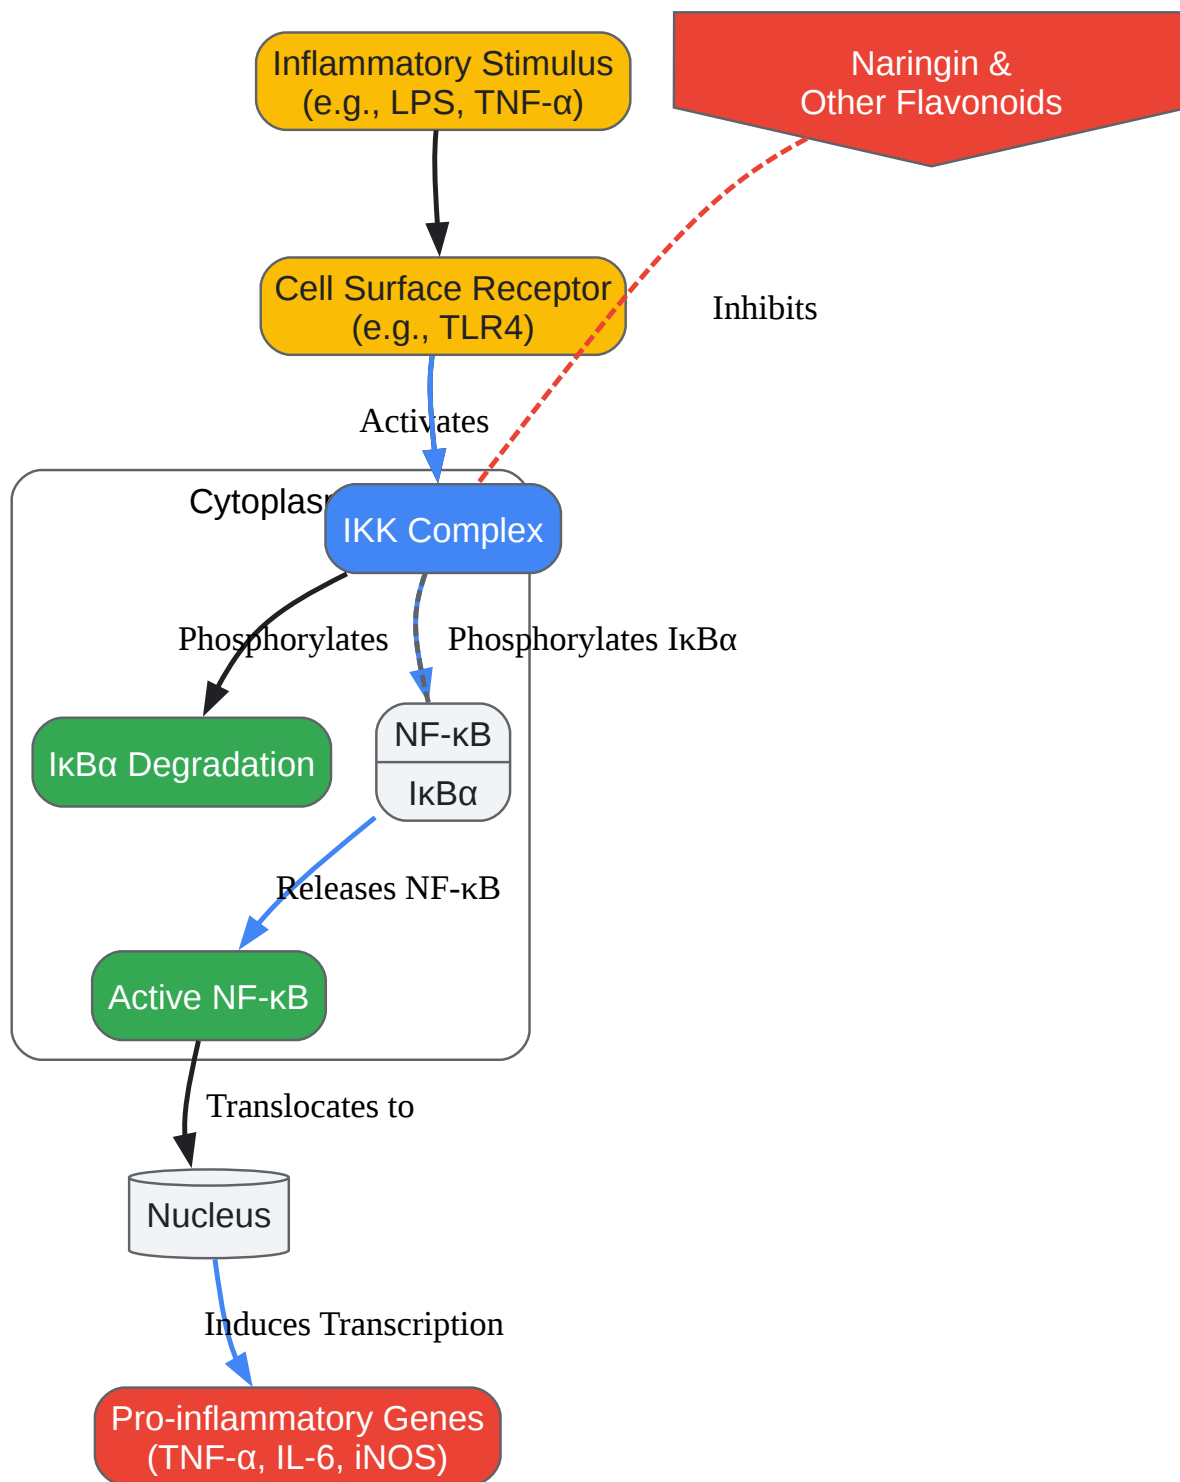 Inflammatory Stimulus
(e.g., LPS, TNF-α)
Naringin &
Other Flavonoids
Cell Surface Receptor
(e.g., TLR4)
Inhibits
Activates
Cytoplas
IKK Complex
Phosphorylates
Phosphorylates IκBα
NF-κB
IκBα Degradation
IκBα
Releases NF-κB
Active NF-κB
Translocates to
Nucleus
Induces Transcription
Pro-inflammatory Genes
(TNF-α, IL-6, iNOS)